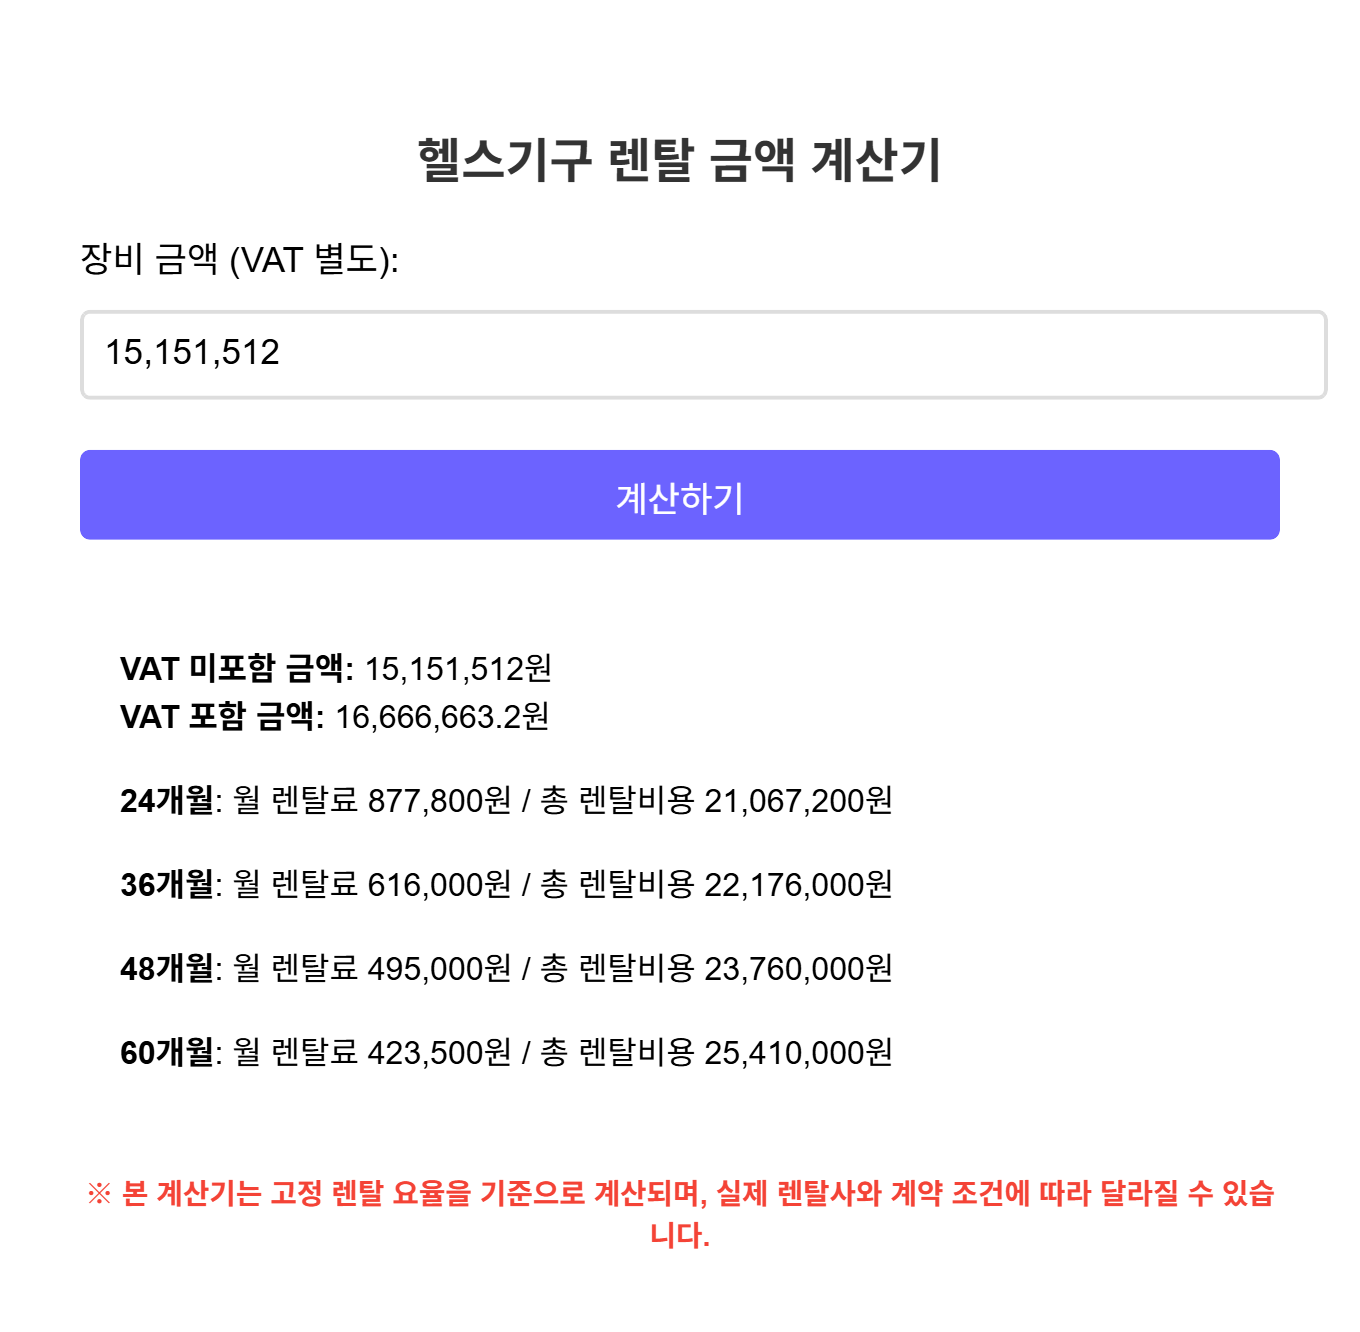 헬스기구 렌탈 금액 계산기
장비 금액 (VAT 별도):
15,151,512
계산하기
VAT 미포함 금액: 15,151,512원
VAT 포함 금액: 16,666,663.2원
24개월: 월 렌탈료 877,800원 / 총 렌탈비용 21,067,200원
36개월: 월 렌탈료 616,000원 / 총 렌탈비용 22,176,000원
48개월: 월 렌탈료 495,000원 / 총 렌탈비용 23,760,000원
60개월: 월 렌탈료 423,500원 / 총 렌탈비용 25,410,000원
※ 본 계산기는 고정 렌탈 요율을 기준으로 계산되며, 실제 렌탈사와 계약 조건에 따라 달라질 수 있습
니다.